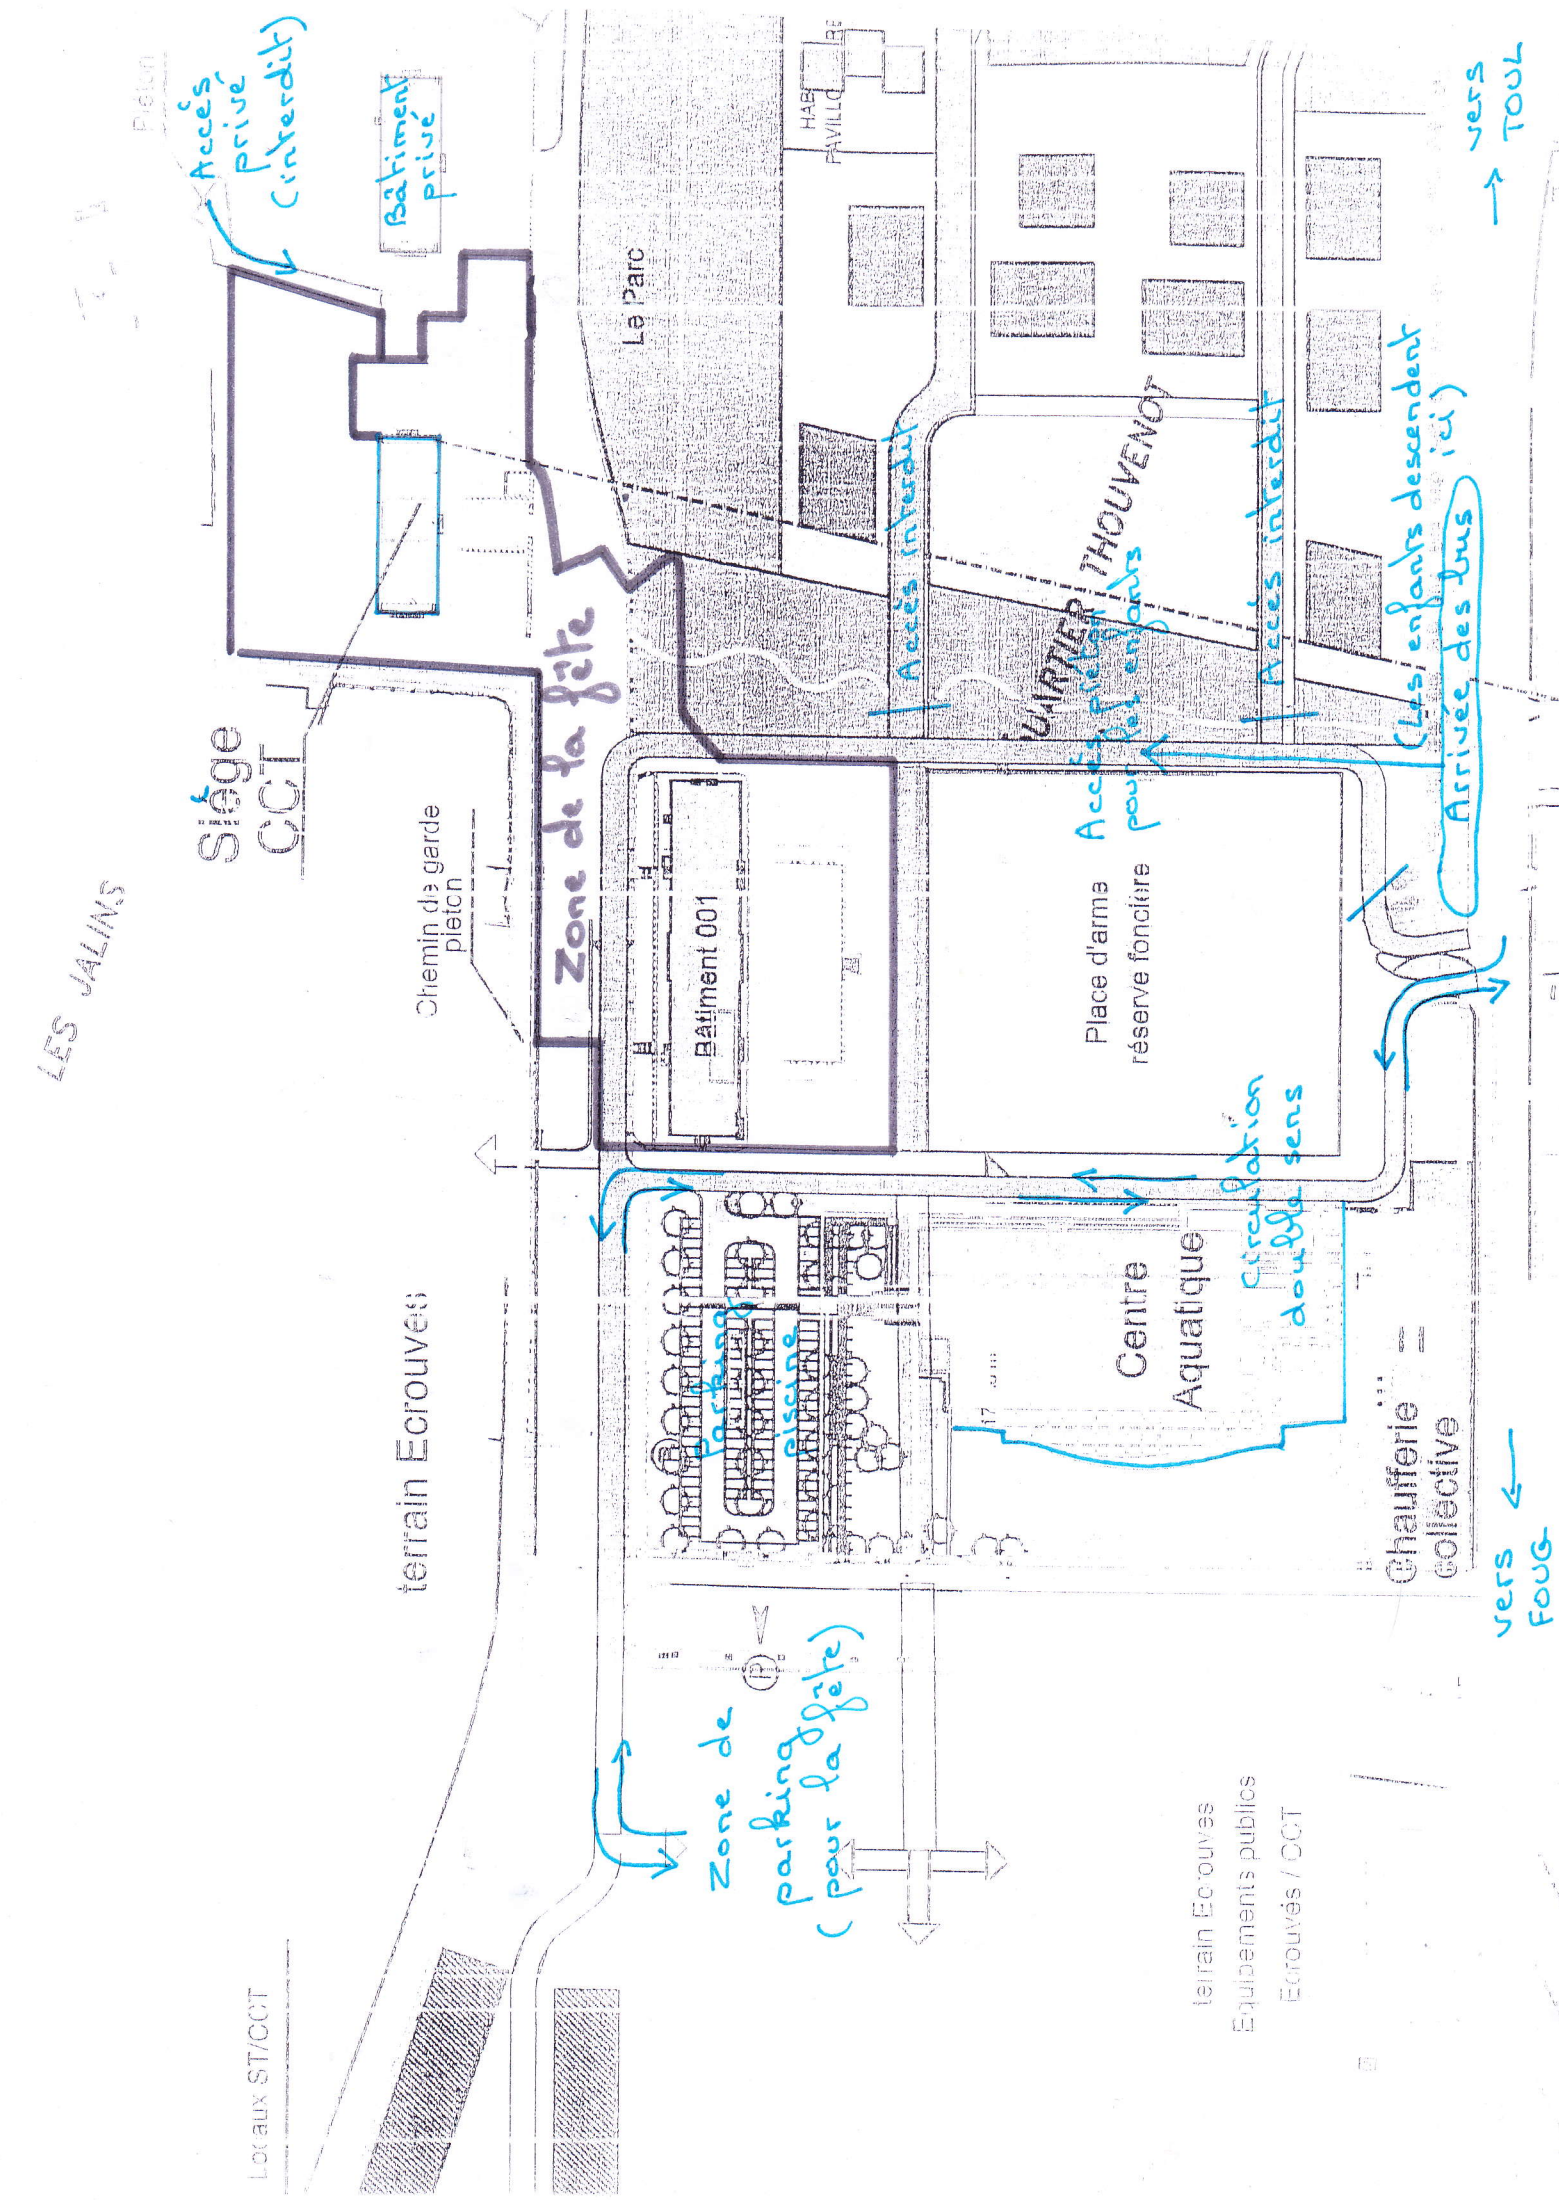 LES JALINS
Piéton
Accès
privé
(interdit)
Bâtiment
privé
Siège
CCT
Chemin de garde
pieton
Zone de la fête
Le Parc
Bâtiment 001
Locaux ST/CCT
terrain Ecrouves
Parking
piscine
Zone de
parking
(pour la fête)
P
Accès interdit
QUARTIER THOUVENOT
Accès piéton
pour les enfants
Accès interdit
Place d'arme
réserve foncière
Circulation
double sens
Centre
Aquatique
17
Chaufferie
collective
terrain Ecrouves
Equipements publics
Ecrouvés / CCT
(Les enfants descendent
ici)
Arrivée des bus
vers
FOUG
vers
TOUL